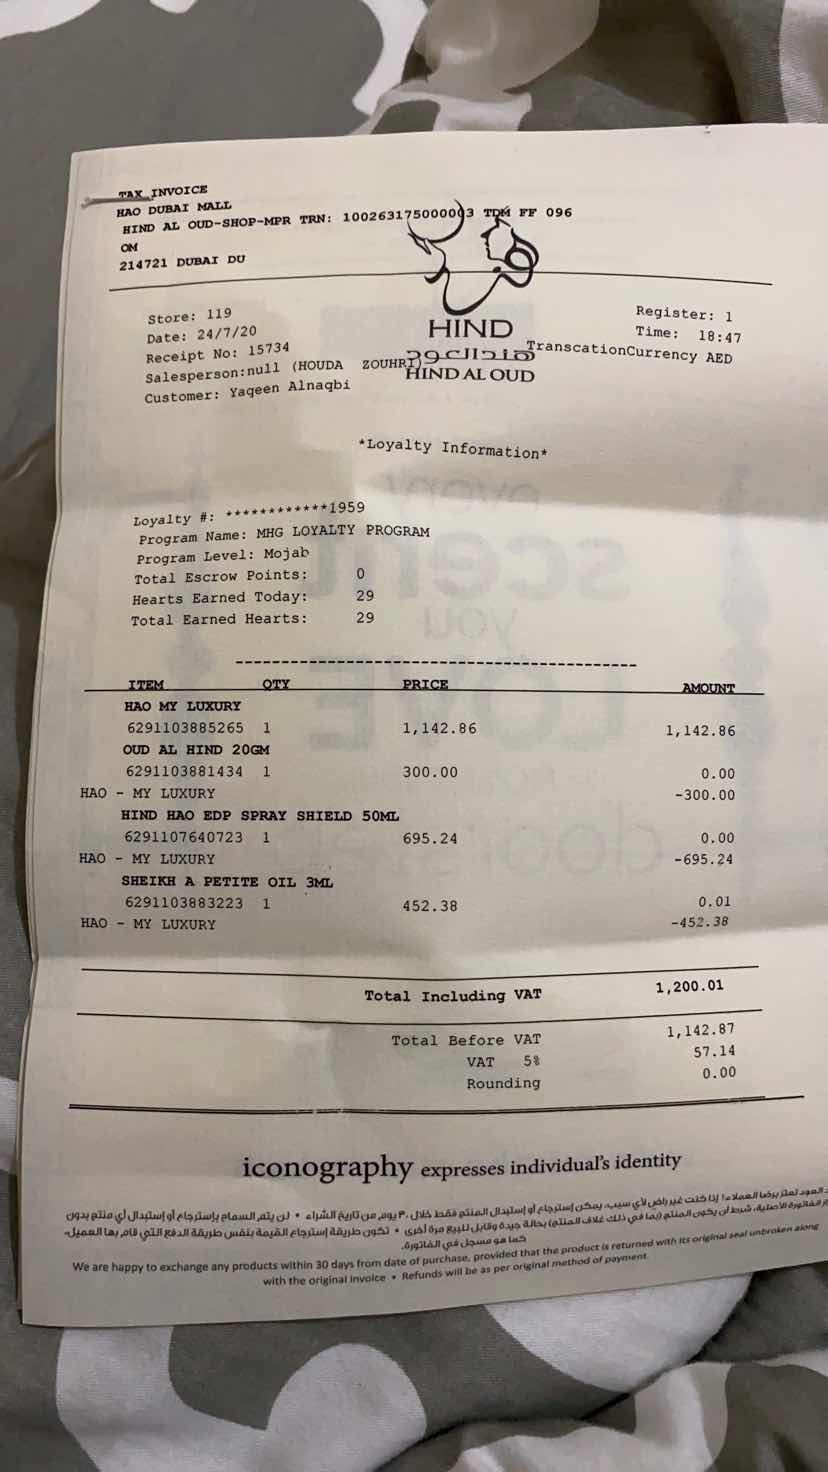 TAX INVOICE
HAO DUBAI MALL
HIND AL OUD-SHOP-MPR TRN: 100263175000003 TDM FF 096
OM
214721 DUBAI DU
HIND
هند العود
HIND AL OUD
Store: 119
Register: 1
Date: 24/7/20
Time: 18:47
Receipt No: 15734
TranscationCurrency AED
Salesperson:null (HOUDA ZOUHRI)
Customer: Yaqeen Alnaqbi
*Loyalty Information*
Loyalty #: ************1959
Program Name: MHG LOYALTY PROGRAM
Program Level: Mojab
Total Escrow Points: 0
Hearts Earned Today: 29
Total Earned Hearts: 29
ITEM QTY PRICE AMOUNT
HAO MY LUXURY
6291103885265 1 1,142.86 1,142.86
OUD AL HIND 20GM
6291103881434 1 300.00 0.00
HAO - MY LUXURY -300.00
HIND HAO EDP SPRAY SHIELD 50ML
6291107640723 1 695.24 0.00
HAO - MY LUXURY -695.24
SHEIKH A PETITE OIL 3ML
6291103883223 1 452.38 0.01
HAO - MY LUXURY -452.38
Total Including VAT 1,200.01
Total Before VAT 1,142.87
VAT 5% 57.14
Rounding 0.00
iconography expresses individual's identity
العود تعتز برضا العملاء! إذا كنت غير راضٍ لأي سبب، يمكن إسترجاع أو إستبدال المنتج فقط خلال ٣٠ يوم من تاريخ الشراء • لن يتم السماح بإسترجاع أو إستبدال أي منتج بدون
الفاتورة الأصلية، شرط أن يكون المنتج (بما في ذلك غلاف المنتج) بحالة جيدة وقابل للبيع مرة أخرى • تكون طريقة إسترجاع القيمة بنفس طريقة الدفع التي قام بها العميل،
كما هو مسجل في الفاتورة.
We are happy to exchange any products within 30 days from date of purchase, provided that the product is returned with its original seal unbroken along
with the original invoice • Refunds will be as per original method of payment.